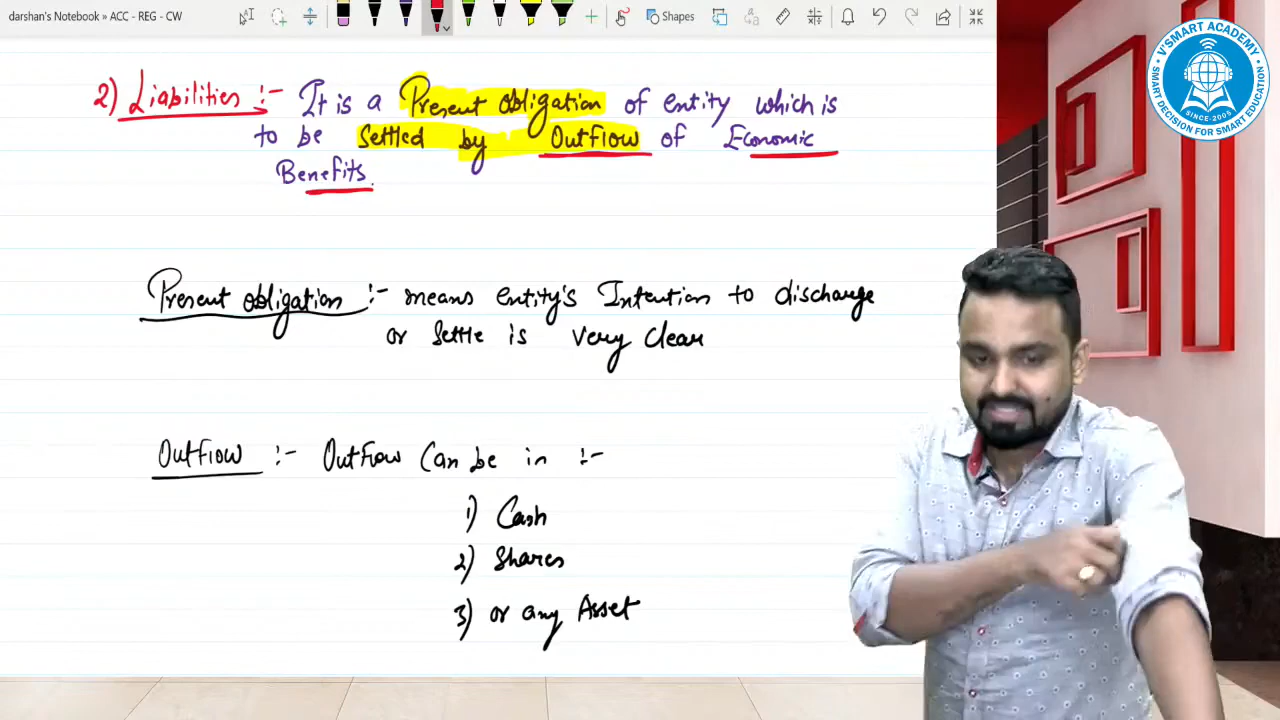 darshan's Notebook » ACC - REG - CW
Shapes
V'SMART ACADEMY
SINCE-2005
SMART DECISION FOR SMART EDUCATION
2) Liabilities :- It is a Present obligation of entity which is
to be Settled by Outflow of Economic
Benefits.
Present obligation :- means entity's Intention to discharge
or Settle is very clear
Outflow :- Outflow Can be in :-
1) Cash
2) Shares
3) or any Asset